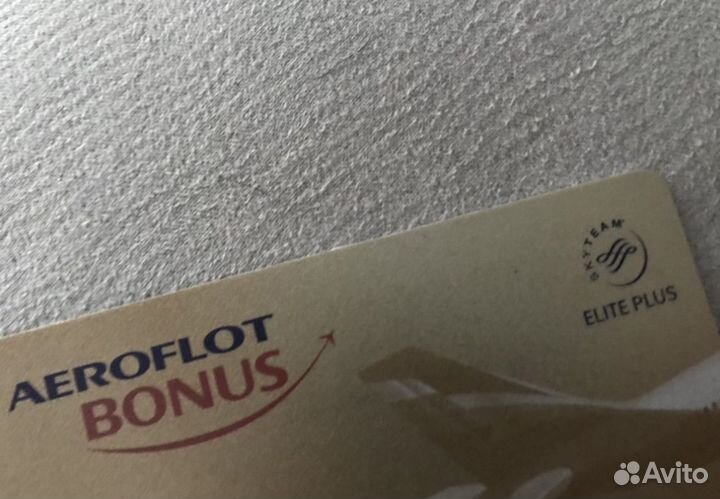 SKYTEAM
ELITE PLUS
AEROFLOT
BONUS
Avito